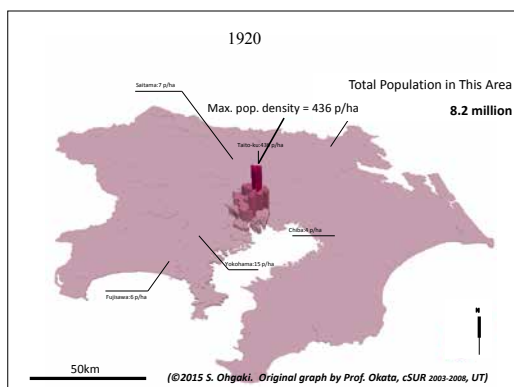 1920
Saitama:7 p/ha
Total Population in This Area
8.2 million
Max. pop. density = 436 p/ha
Taito-ku:436 p/ha
Chiba:4 p/ha
Yokohama:15 p/ha
Fujisawa:6 p/ha
N
50km
(©2015 S. Ohgaki. Original graph by Prof. Okata, cSUR 2003-2008, UT)